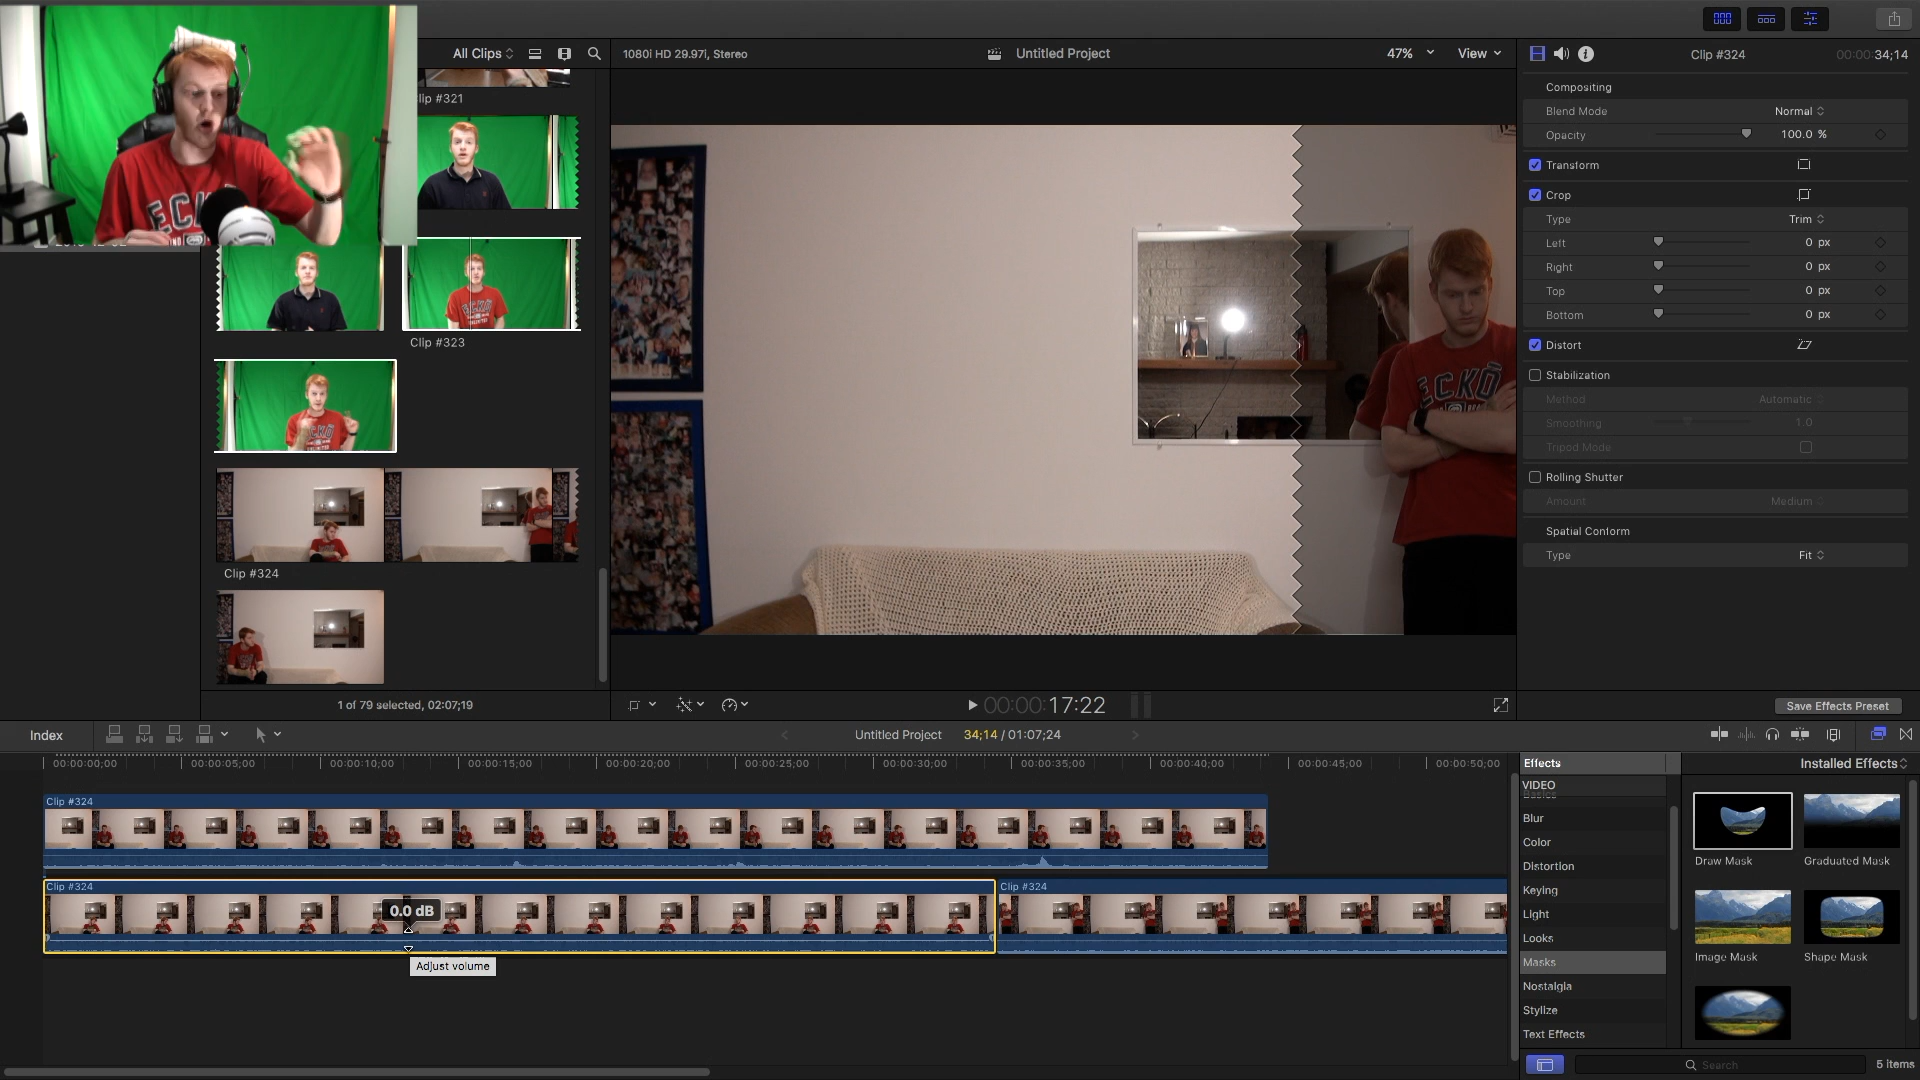 All Clips
1080i HD 29.97i, Stereo
Untitled Project
47%
View
Clip #324
00:00:00:34;14
lip #321
Compositing
Blend Mode
Normal
Opacity
100.0 %
Transform
Crop
Type
Trim
Left
0 px
Right
0 px
Top
0 px
Bottom
0 px
Distort
Stabilization
Method
Automatic
Smoothing
1.0
Tripod Mode
Rolling Shutter
Amount
Medium
Spatial Conform
Type
Fit
ECKŌ
Clip #323
Clip #324
1 of 79 selected, 02:07;19
00:00:00:17:22
Save Effects Preset
Index
Untitled Project
34;14 / 01:07;24
00:00:00;00
00:00:05;00
00:00:10;00
00:00:15;00
00:00:20;00
00:00:25;00
00:00:30;00
00:00:35;00
00:00:40;00
00:00:45;00
00:00:50;00
Clip #324
Clip #324
Clip #324
0.0 dB
Adjust volume
Effects
Installed Effects
VIDEO
Basics
Blur
Color
Distortion
Keying
Light
Looks
Masks
Nostalgia
Stylize
Text Effects
Draw Mask
Graduated Mask
Image Mask
Shape Mask
Search
5 items